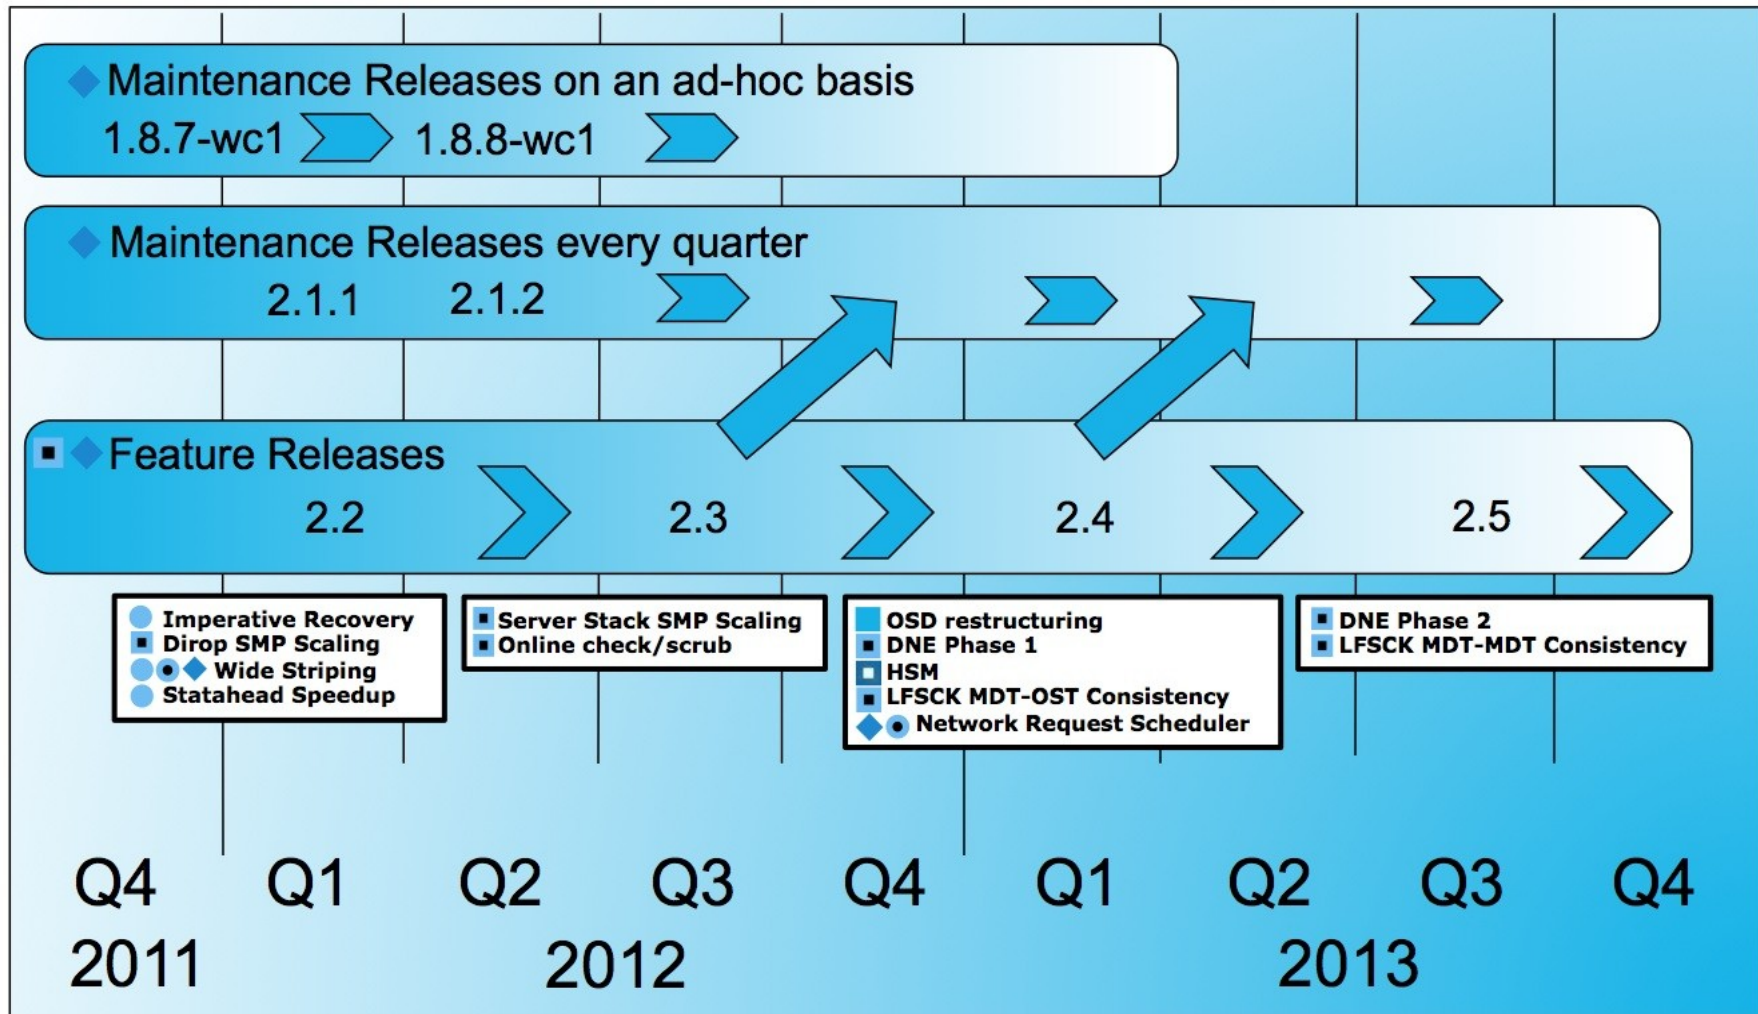 Maintenance Releases on an ad-hoc basis
1.8.7-wc1 1.8.8-wc1
Maintenance Releases every quarter
2.1.1 2.1.2
Feature Releases
2.2 2.3 2.4 2.5
Imperative Recovery
Dirop SMP Scaling
Wide Striping
Statahead Speedup
Server Stack SMP Scaling
Online check/scrub
OSD restructuring
DNE Phase 1
HSM
LFSCK MDT-OST Consistency
Network Request Scheduler
DNE Phase 2
LFSCK MDT-MDT Consistency
Q4 Q1 Q2 Q3 Q4 Q1 Q2 Q3 Q4
2011 2012 2013